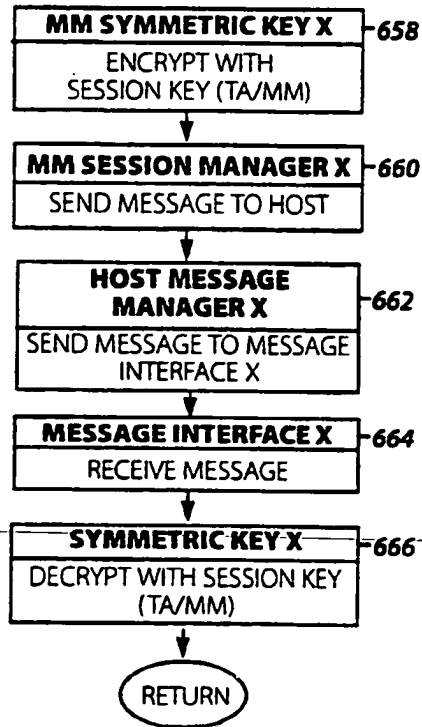 MM SYMMETRIC KEY X
658
ENCRYPT WITH
SESSION KEY (TA/MM)
MM SESSION MANAGER X
660
SEND MESSAGE TO HOST
HOST MESSAGE
MANAGER X
662
SEND MESSAGE TO MESSAGE
INTERFACE X
MESSAGE INTERFACE X
664
RECEIVE MESSAGE
SYMMETRIC KEY X
666
DECRYPT WITH SESSION KEY
(TA/MM)
RETURN